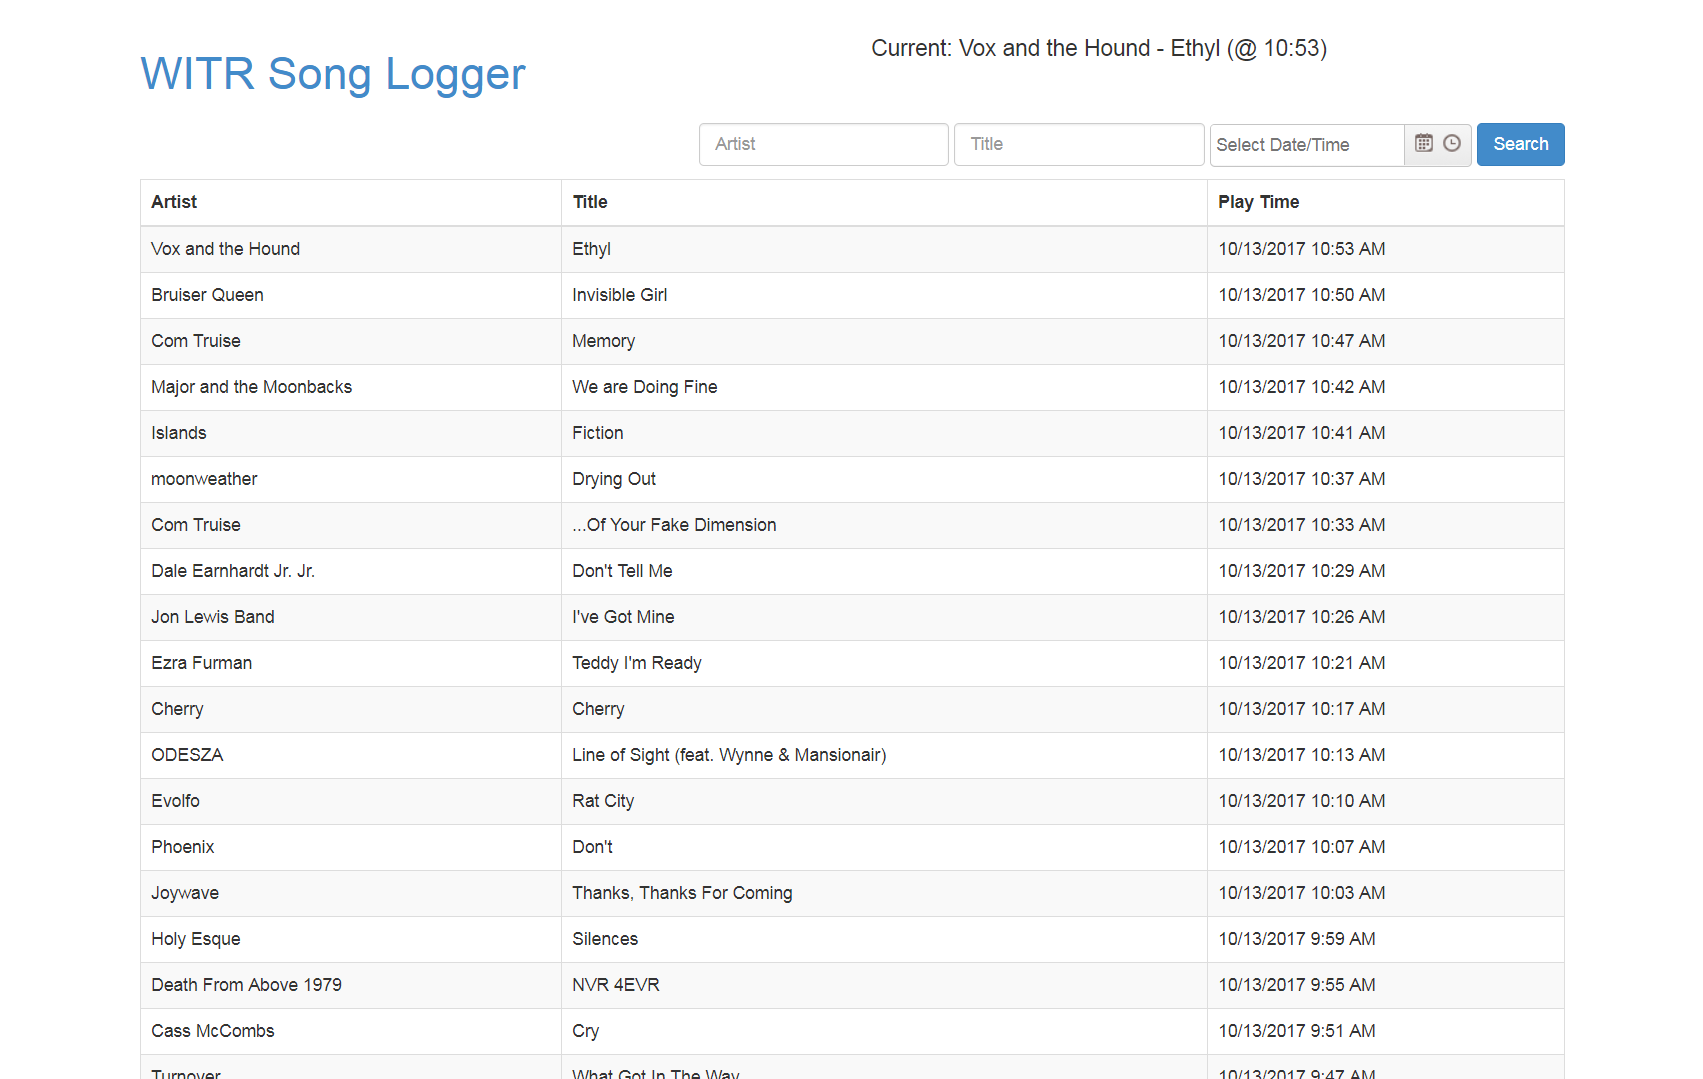 Current: Vox and the Hound - Ethyl (@ 10:53)
WITR Song Logger
Artist Title Select Date/Time Search
Artist Title Play Time
Vox and the Hound Ethyl 10/13/2017 10:53 AM
Bruiser Queen Invisible Girl 10/13/2017 10:50 AM
Com Truise Memory 10/13/2017 10:47 AM
Major and the Moonbacks We are Doing Fine 10/13/2017 10:42 AM
Islands Fiction 10/13/2017 10:41 AM
moonweather Drying Out 10/13/2017 10:37 AM
Com Truise ...Of Your Fake Dimension 10/13/2017 10:33 AM
Dale Earnhardt Jr. Jr. Don't Tell Me 10/13/2017 10:29 AM
Jon Lewis Band I've Got Mine 10/13/2017 10:26 AM
Ezra Furman Teddy I'm Ready 10/13/2017 10:21 AM
Cherry Cherry 10/13/2017 10:17 AM
ODESZA Line of Sight (feat. Wynne & Mansionair) 10/13/2017 10:13 AM
Evolfo Rat City 10/13/2017 10:10 AM
Phoenix Don't 10/13/2017 10:07 AM
Joywave Thanks, Thanks For Coming 10/13/2017 10:03 AM
Holy Esque Silences 10/13/2017 9:59 AM
Death From Above 1979 NVR 4EVR 10/13/2017 9:55 AM
Cass McCombs Cry 10/13/2017 9:51 AM
Turnover What Got In The Way 10/13/2017 9:47 AM